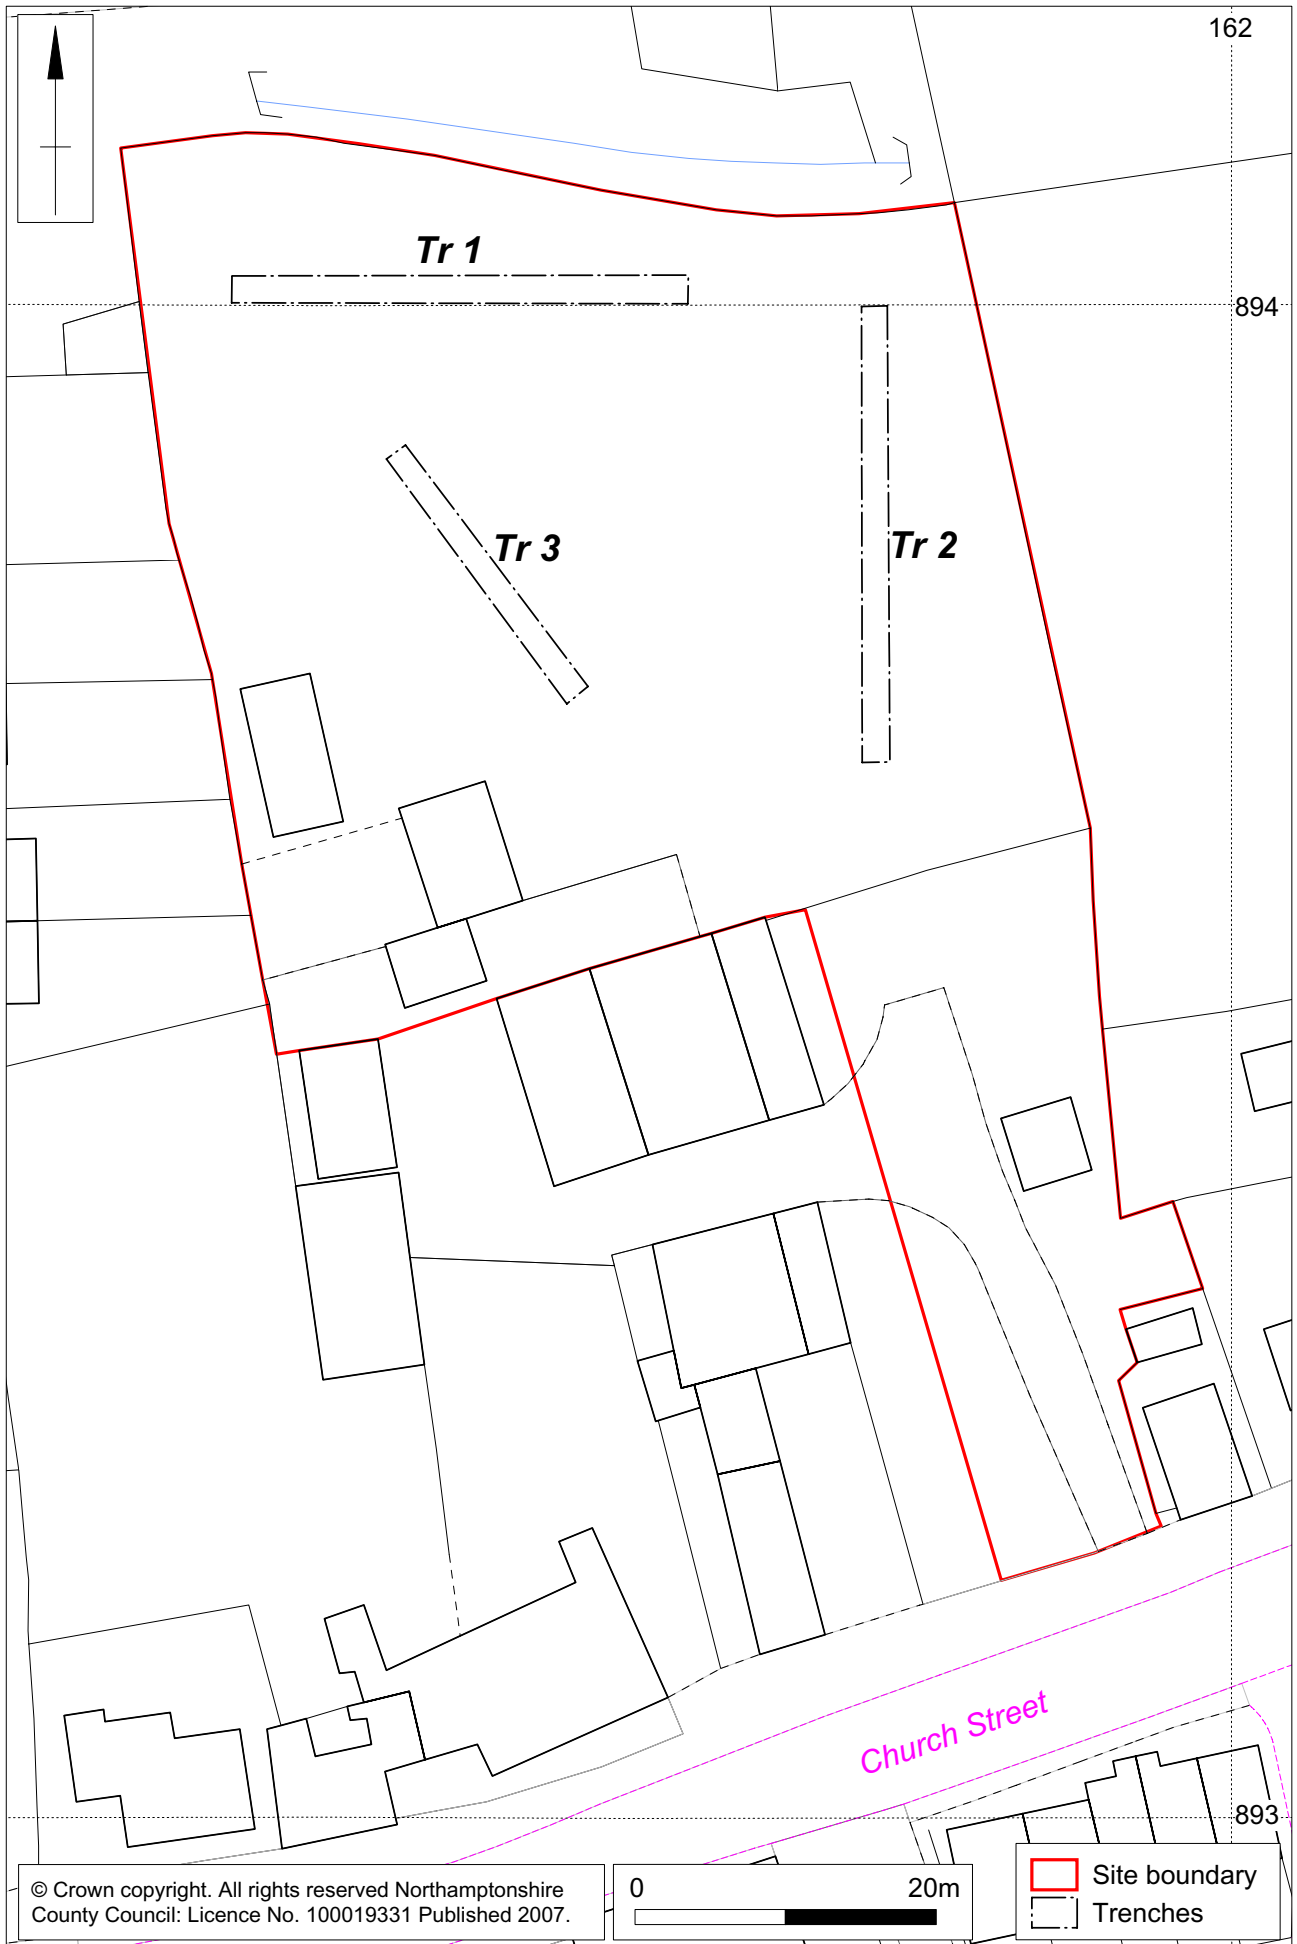 162
Tr 1
894
Tr 3
Tr 2
Church Street
893
© Crown copyright. All rights reserved Northamptonshire
County Council: Licence No. 100019331 Published 2007.
0 20m
Site boundary
Trenches